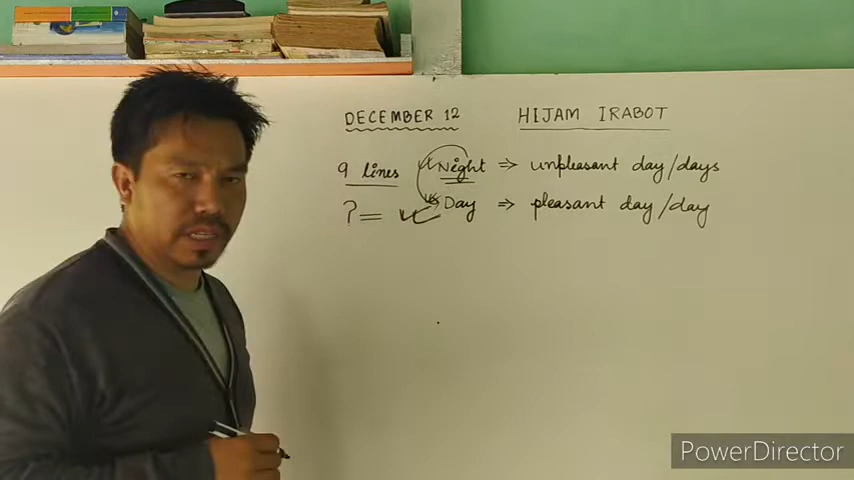 DECEMBER 12 HIJAM IRABOT
9 lines Night ⇒ unpleasant day/days
? = Day ⇒ pleasant day/day
PowerDirector